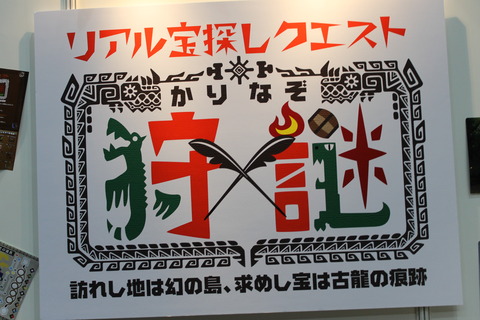 リアル宝探しクエスト
かりなぞ
狩謎
訪れし地は幻の島、求めし宝は古龍の痕跡